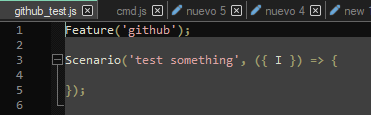 github_test.js cmd.js nuevo 5 nuevo 4 new
1 Feature('github');
2
3 Scenario('test something', ({ I }) => {
4
5 });
6